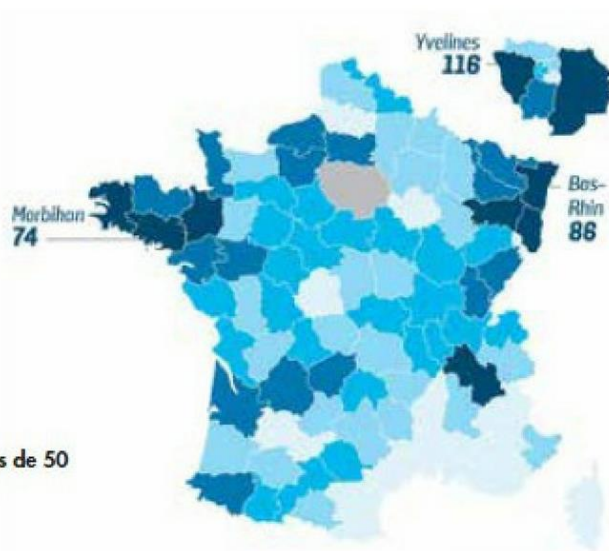 Yvelines
116
Morbihan
74
Bas-
Rhin
86
s de 50